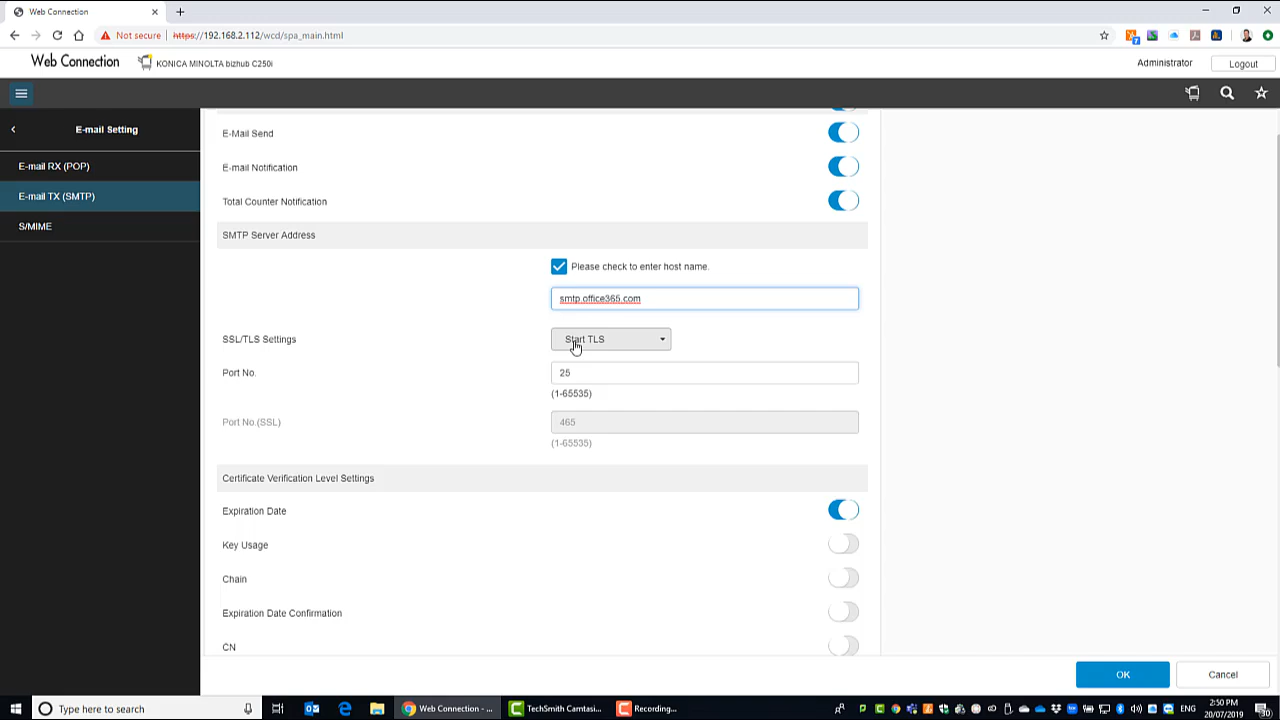 Web Connection
Not secure | https://192.168.2.112/wcd/spa_main.html
7
Web Connection KONICA MINOLTA bizhub C250i
Administrator
Logout
E-mail Setting
E-mail RX (POP)
E-mail TX (SMTP)
S/MIME
E-Mail Send
E-mail Notification
Total Counter Notification
SMTP Server Address
Please check to enter host name.
smtp.office365.com
SSL/TLS Settings
Start TLS
Port No.
25
(1-65535)
Port No.(SSL)
465
(1-65535)
Certificate Verification Level Settings
Expiration Date
Key Usage
Chain
Expiration Date Confirmation
CN
OK
Cancel
Type here to search
Web Connection - ...
TechSmith Camtasi...
Recording...
ENG
2:50 PM
20/07/2019